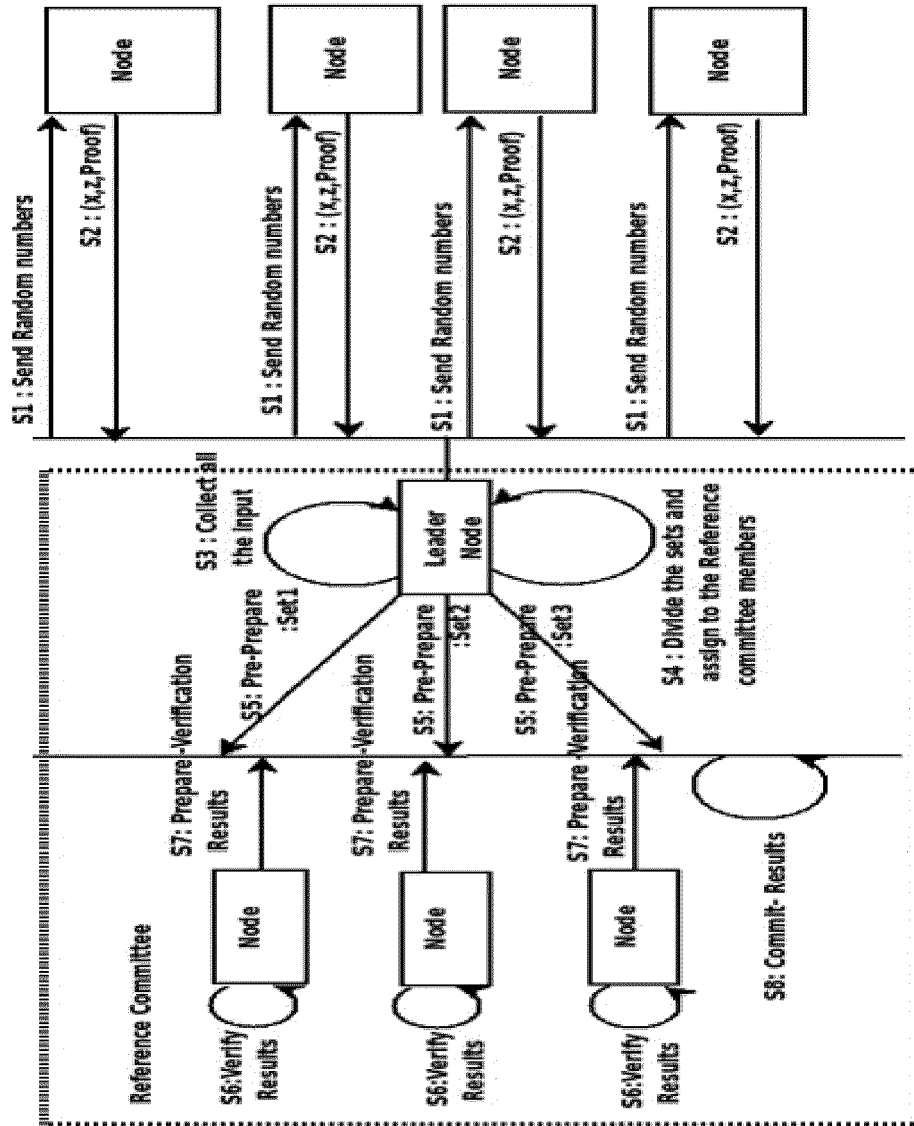 Reference Committee
S6:Verify
Results
Node
S7: Prepare -Verification
Results
S6:Verify
Results
Node
S7: Prepare -Verification
Results
S6:Verify
Results
Node
S7: Prepare -Verification
Results
S8: Commit- Results
S5: Pre-Prepare
:Set1
S5: Pre-Prepare
:Set2
S5: Pre-Prepare
:Set3
S3 : Collect all
the Input
Leader
Node
S4 : Divide the sets and
assign to the Reference
committee members
S1 : Send Random numbers
S2 : (x,z,Proof)
Node
S1 : Send Random numbers
S2 : (x,z,Proof)
Node
S1 : Send Random numbers
S2 : (x,z,Proof)
Node
S1 : Send Random numbers
S2 : (x,z,Proof)
Node